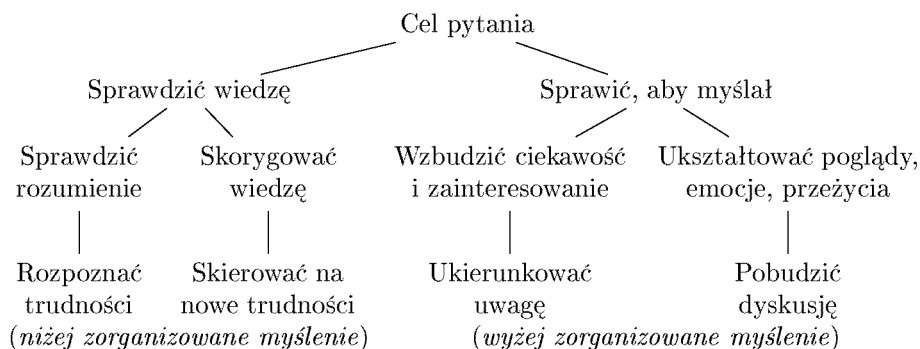 Cel pytania
Sprawdzić wiedzę
Sprawić, aby myślał
Sprawdzić
rozumienie
Skorygować
wiedzę
Wzbudzić ciekawość
i zainteresowanie
Ukształtować poglądy,
emocje, przeżycia
Rozpoznać
trudności
Skierować na
nowe trudności
(niżej zorganizowane myślenie)
Ukierunkować
uwagę
Pobudzić
dyskusję
(wyżej zorganizowane myślenie)